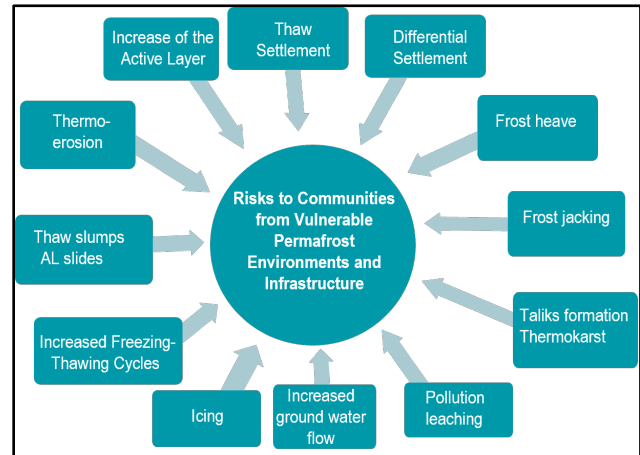 Increase of the
Active Layer
Thaw
Settlement
Differential
Settlement
Thermo-
erosion
Frost heave
Risks to Communities
from Vulnerable
Permafrost
Environments and
Infrastructure
Thaw slumps
AL slides
Frost jacking
Increased Freezing-
Thawing Cycles
Taliks formation
Thermokarst
Icing
Increased
ground water
flow
Pollution
leaching